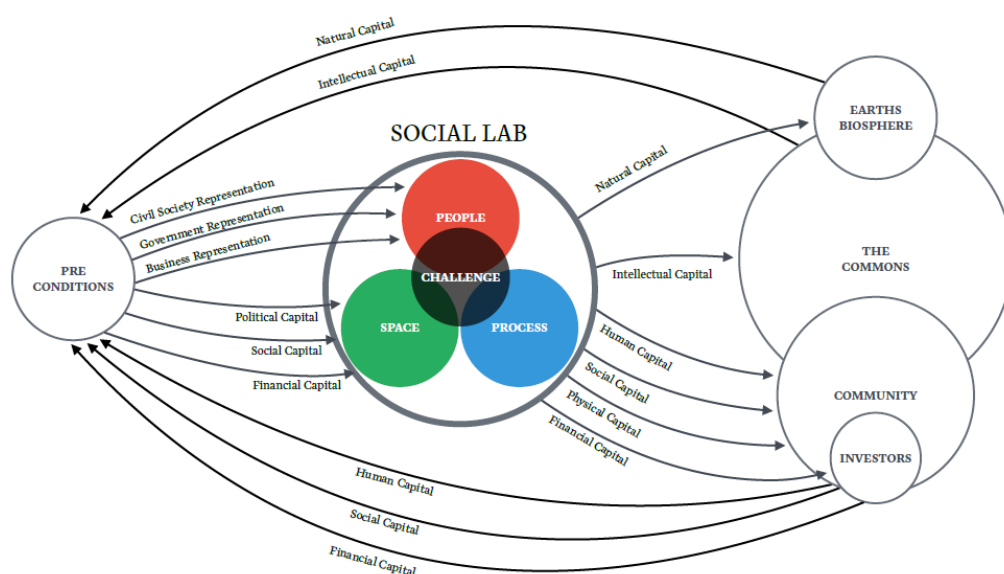 Natural Capital
Intellectual Capital
EARTHS
BIOSPHERE
SOCIAL LAB
Natural Capital
Civil Society Representation
Government Representation
Business Representation
PEOPLE
PRE
CONDITIONS
CHALLENGE
Intellectual Capital
THE
COMMONS
Political Capital
SPACE
PROCESS
Social Capital
Financial Capital
Human Capital
Social Capital
Physical Capital
Financial Capital
COMMUNITY
INVESTORS
Human Capital
Social Capital
Financial Capital